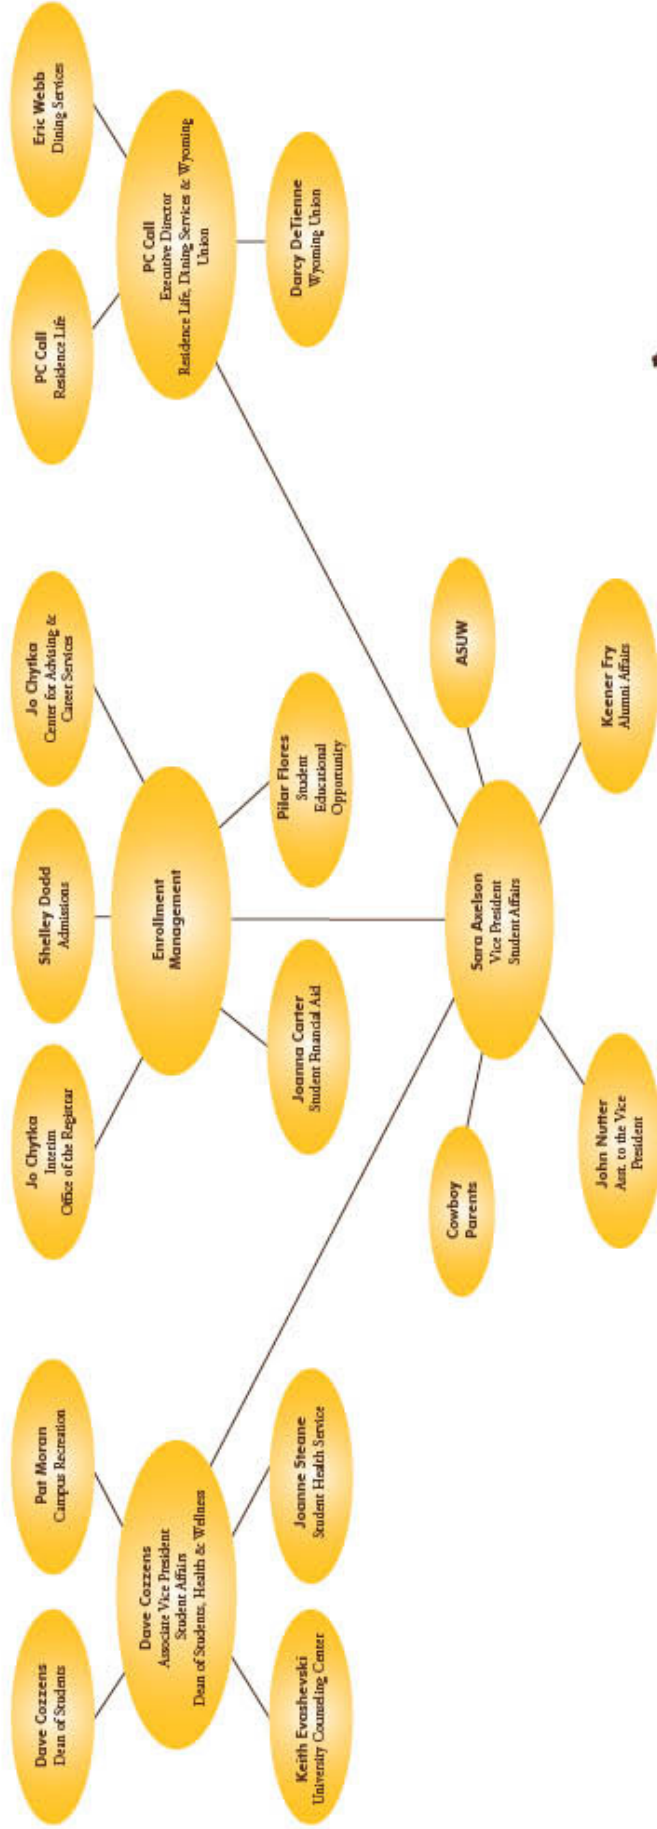 Dave Cozzens
Dean of Students
Pat Moran
Campus Recreation
Dave Cozzens
Associate Vice President
Student Affairs
Dean of Students, Health & Wellness
Keith Evashevski
University Counseling Center
Joanne Steane
Student Health Service
Jo Chytka
Interim
Office of the Registrar
Shelley Dodd
Admissions
Jo Chytka
Center for Advising &
Career Services
Enrollment
Management
Joanna Carter
Student Financial Aid
Pilar Flores
Student
Educational
Opportunity
PC Call
Residence Life
Eric Webb
Dining Services
PC Call
Executive Director
Residence Life, Dining Services & Wyoming
Union
Darcy DeTienne
Wyoming Union
Cowboy
Parents
Sara Axelson
Vice President
Student Affairs
ASUW
John Nutter
Asst. to the Vice
President
Keener Fry
Alumni Affairs